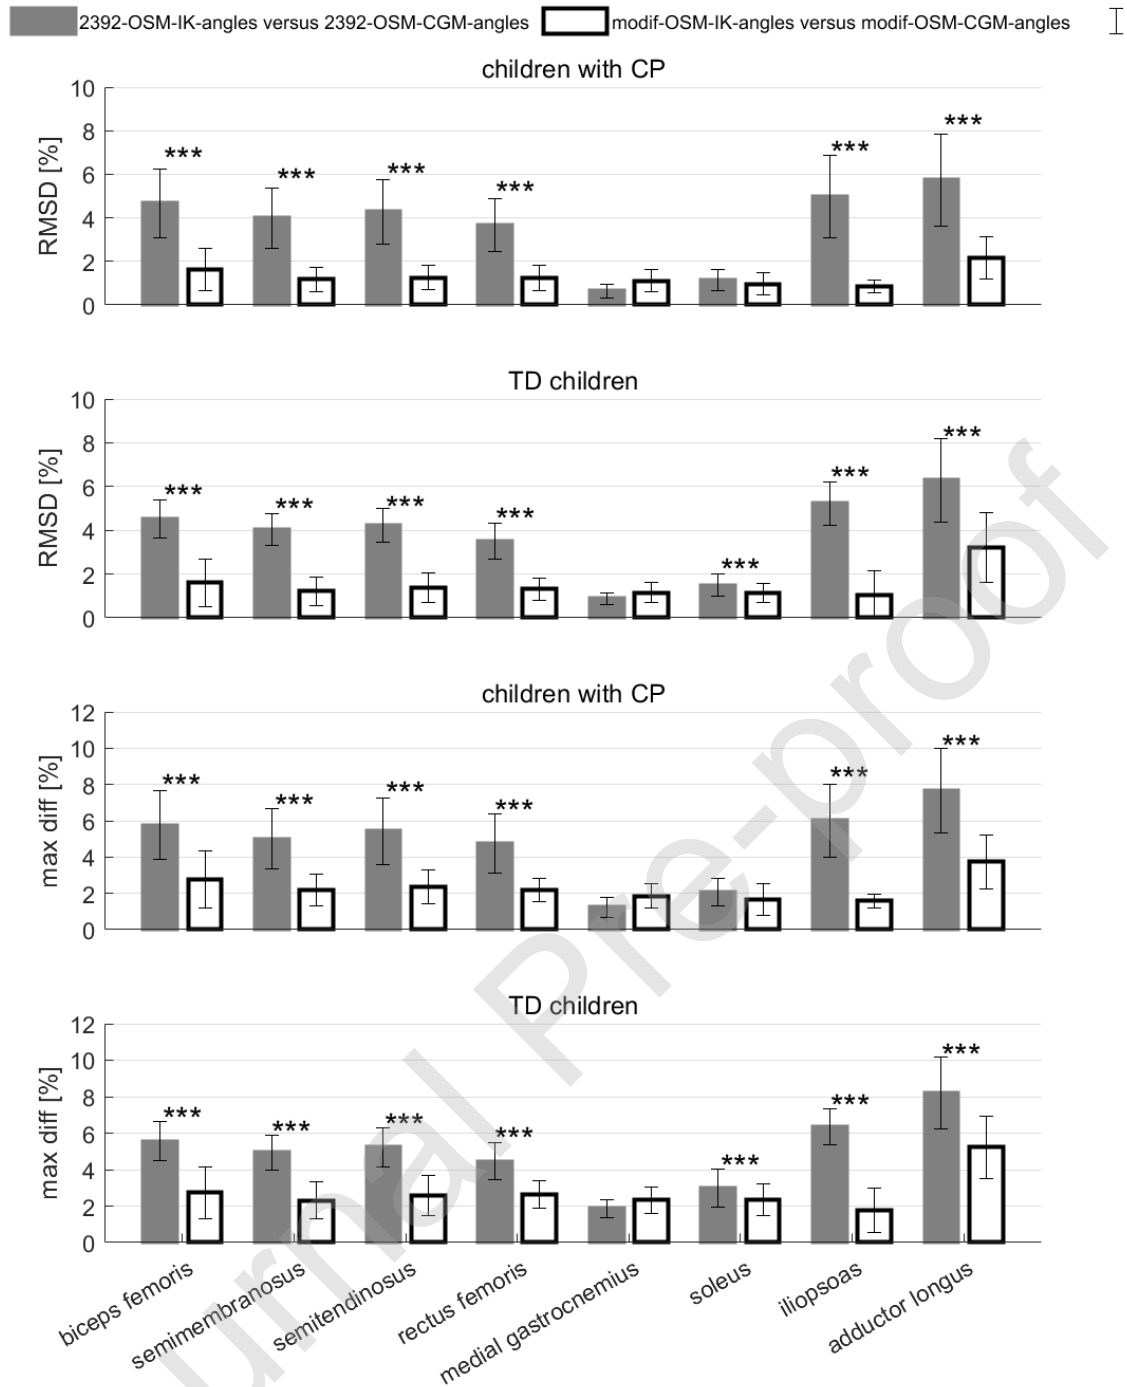 2392-OSM-IK-angles versus 2392-OSM-CGM-angles modif-OSM-IK-angles versus modif-OSM-CGM-angles
children with CP
RMSD [%]
10
8
6
4
2
0
*** *** *** *** *** ***
TD children
RMSD [%]
10
8
6
4
2
0
*** *** *** *** *** *** ***
children with CP
max diff [%]
12
10
8
6
4
2
0
*** *** *** *** *** ***
TD children
max diff [%]
12
10
8
6
4
2
0
*** *** *** *** *** *** ***
biceps femoris
semimembranosus
semitendinosus
rectus femoris
medial gastrocnemius
soleus
iliopsoas
adductor longus
urnal Pre-proof